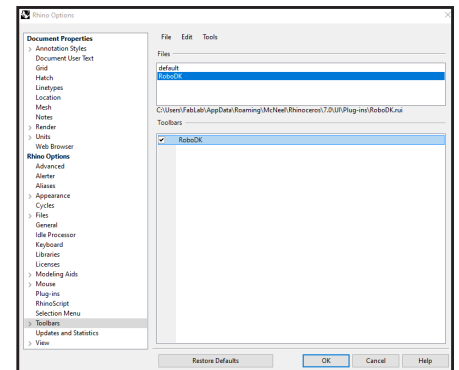 Rhino Options
Document Properties
Annotation Styles
Document User Text
Grid
Hatch
Linetypes
Location
Mesh
Notes
Render
Units
Web Browser
Rhino Options
Advanced
Alerter
Aliases
Appearance
Cycles
Files
General
Idle Processor
Keyboard
Libraries
Licenses
Modeling Aids
Mouse
Plug-ins
RhinoScript
Selection Menu
Toolbars
Updates and Statistics
View
File Edit Tools
Files
default
RoboDK
C:\Users\FabLab\AppData\Roaming\McNeel\Rhinoceros\7.0\UI\Plug-ins\RoboDK.rui
Toolbars
RoboDK
Restore Defaults
OK
Cancel
Help